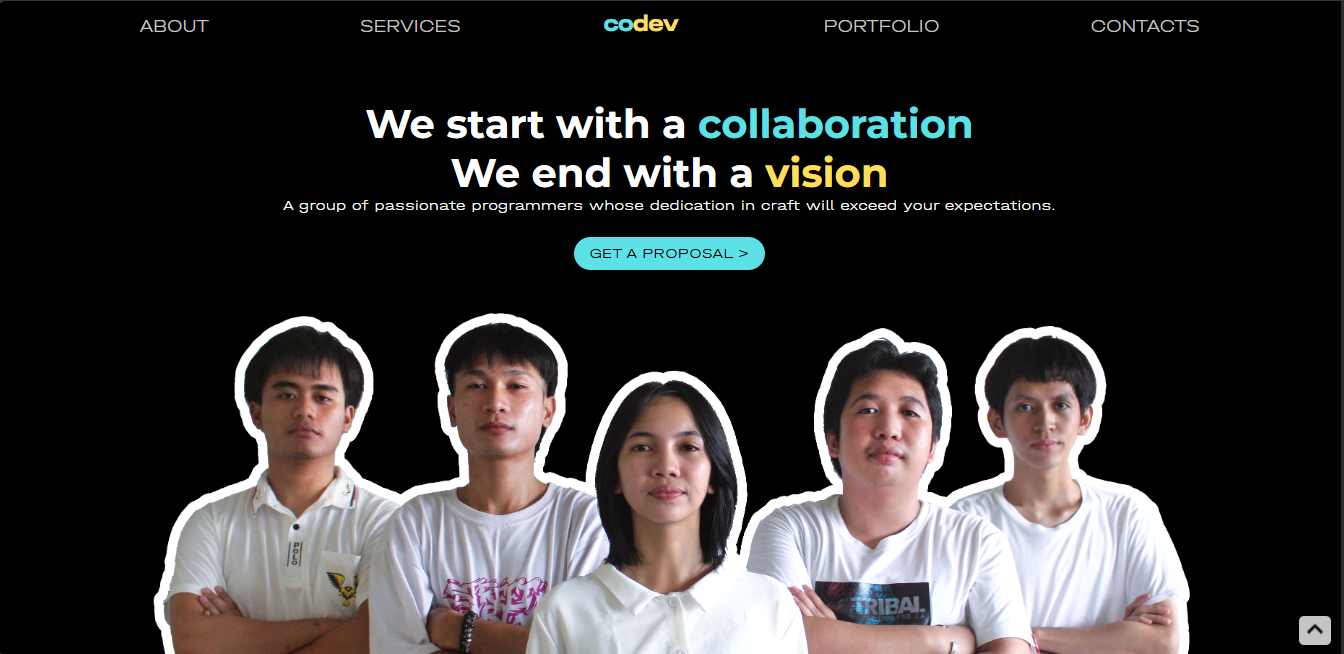 ABOUT
SERVICES
codev
PORTFOLIO
CONTACTS
We start with a collaboration
We end with a vision
A group of passionate programmers whose dedication in craft will exceed your expectations.
GET A PROPOSAL >
POLO
TRIBAL